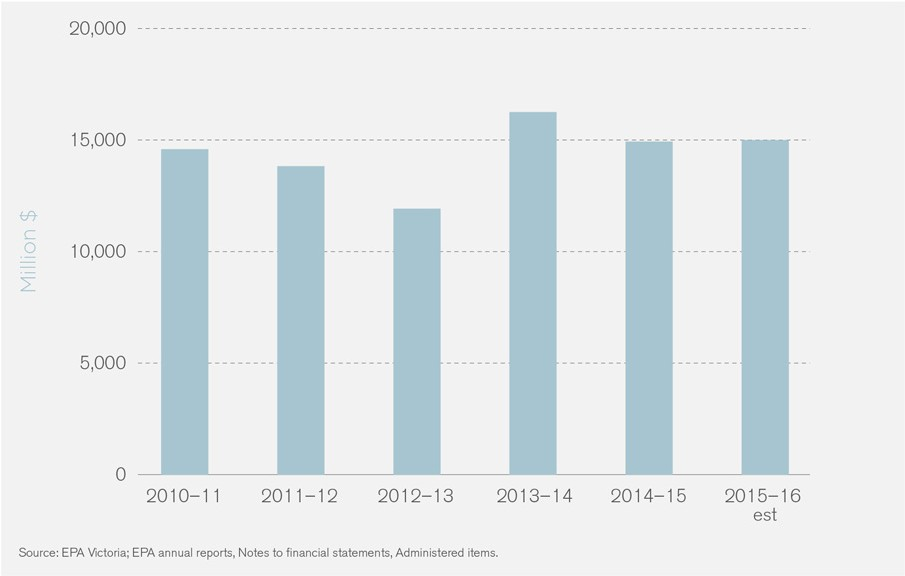 20,000
15,000
10,000
5,000
0
Million $
2010–11 2011–12 2012–13 2013–14 2014–15 2015–16
est
Source: EPA Victoria; EPA annual reports, Notes to financial statements, Administered items.